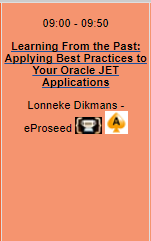 09:00 - 09:50
Learning From the Past:
Applying Best Practices to
Your Oracle JET
Applications
Lonneke Dikmans -
eProseed
A